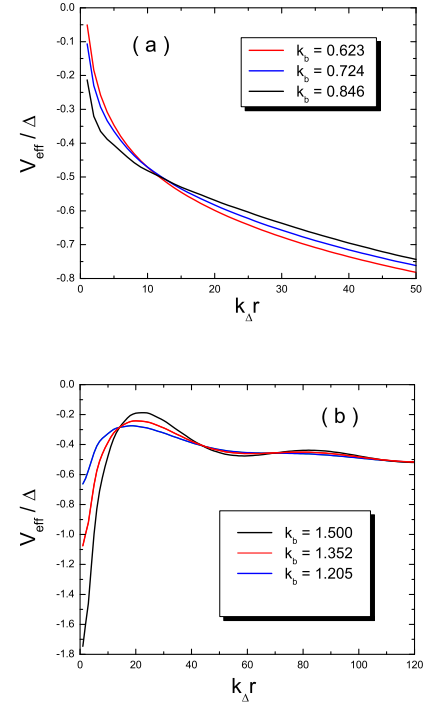 0.0
-0.1
-0.2
-0.3
-0.4
-0.5
-0.6
-0.7
-0.8
V_eff / Δ
( a )
k_b = 0.623
k_b = 0.724
k_b = 0.846
0 10 20 30 40 50
k_Δ r
0.0
-0.2
-0.4
-0.6
-0.8
-1.0
-1.2
-1.4
-1.6
-1.8
V_eff / Δ
( b )
k_b = 1.500
k_b = 1.352
k_b = 1.205
0 20 40 60 80 100 120
k_Δ r